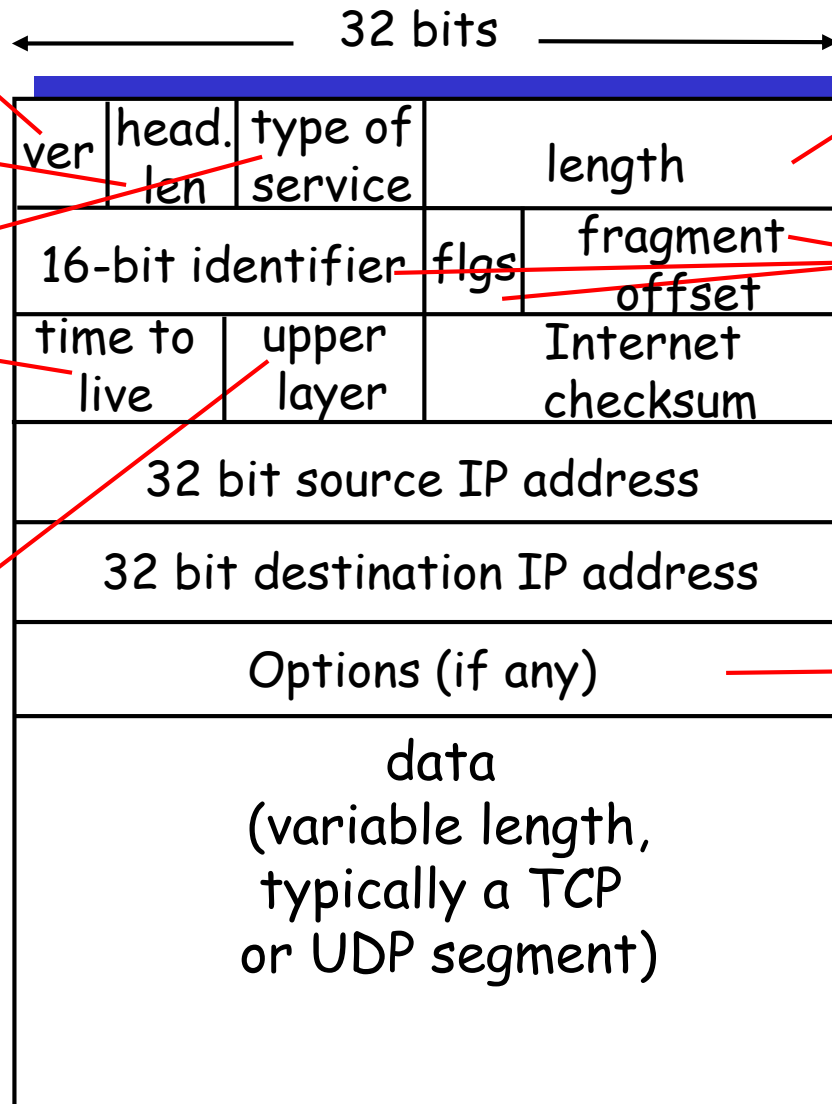 32 bits
ver
head.
len
type of
service
length
16-bit identifier
flgs
fragment
offset
time to
live
upper
layer
Internet
checksum
32 bit source IP address
32 bit destination IP address
Options (if any)
data
(variable length,
typically a TCP
or UDP segment)